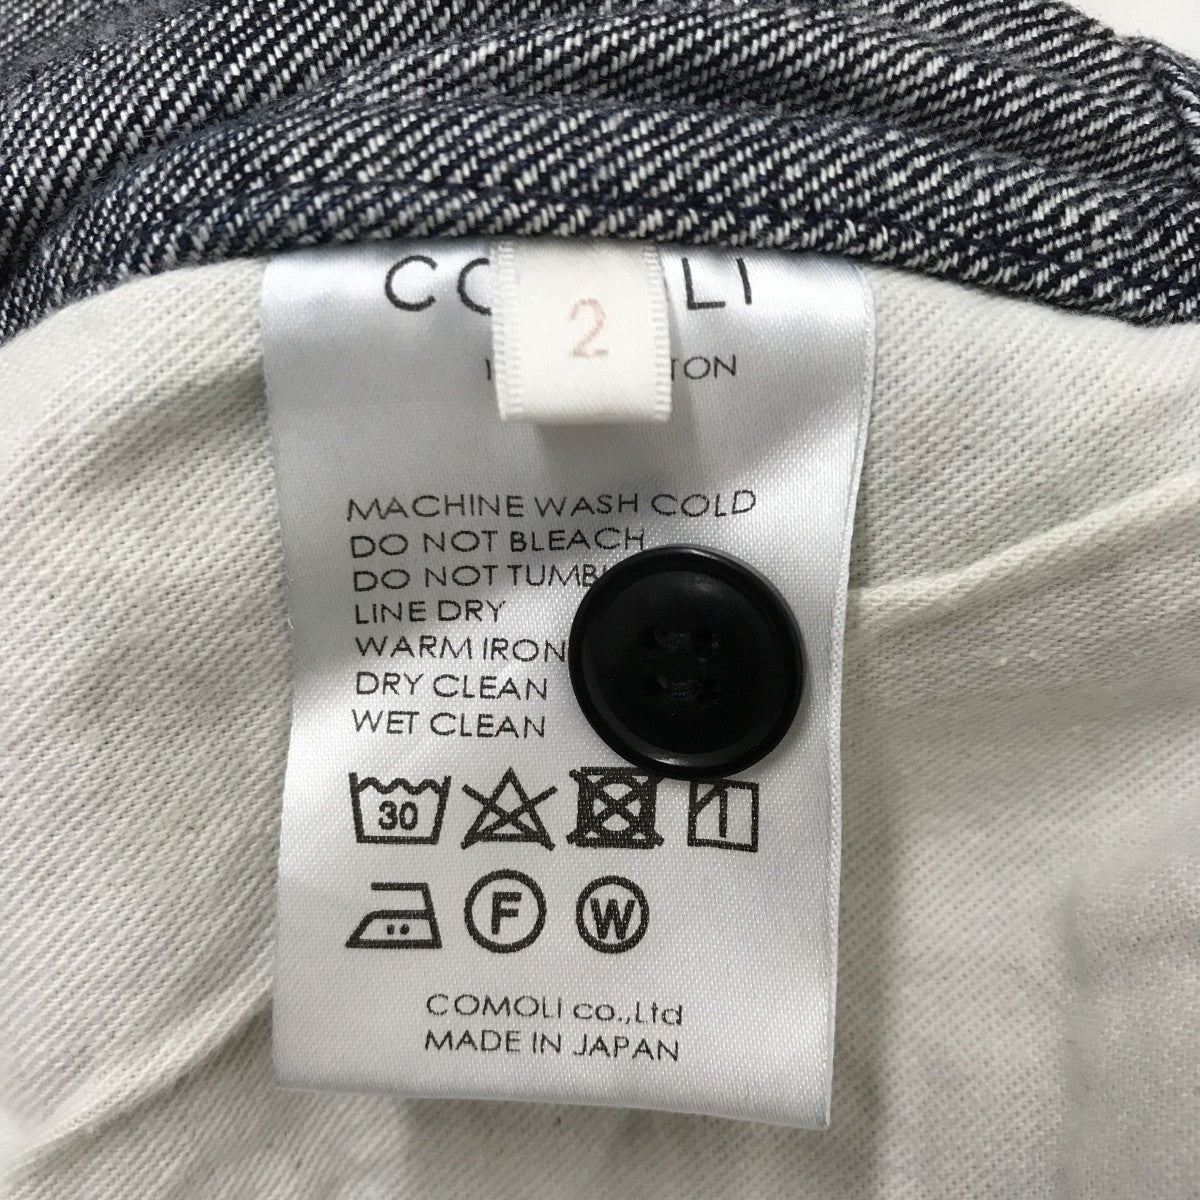 COMOLI
2
MACHINE WASH COLD
DO NOT BLEACH
DO NOT
LINE DRY
WARM IRON
DRY CLEAN
WET CLEAN
30
F W
COMOLI co.,Ltd
MADE IN JAPAN